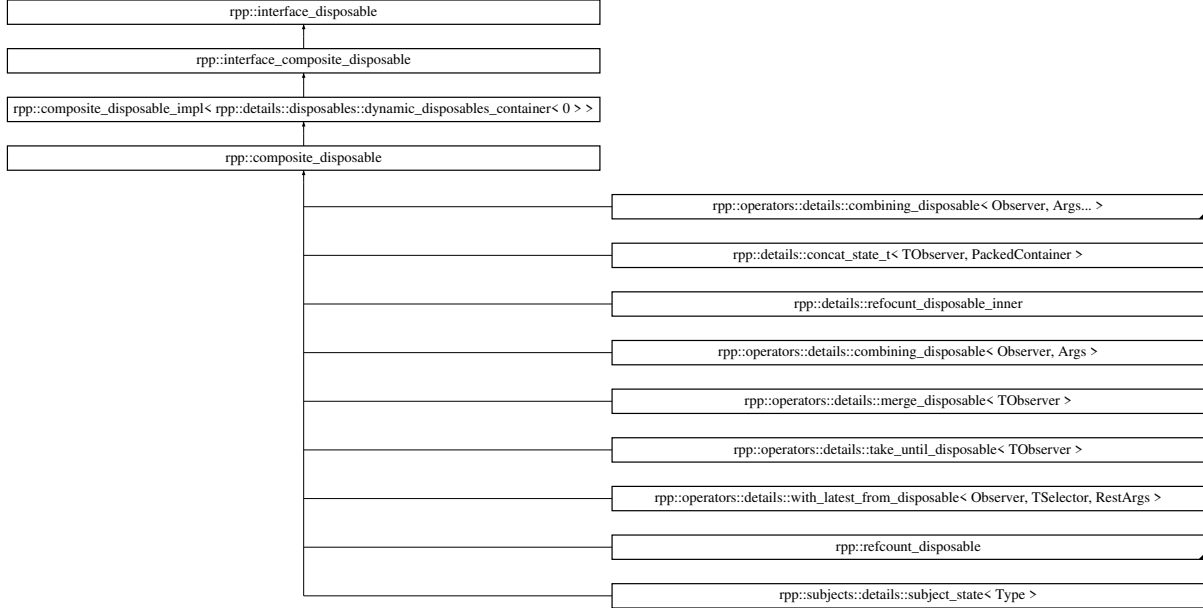 rpp::interface_disposable
rpp::interface_composite_disposable
rpp::composite_disposable_impl< rpp::details::disposables::dynamic_disposables_container< 0 > >
rpp::composite_disposable
rpp::operators::details::combining_disposable< Observer, Args... >
rpp::details::concat_state_t< TObserver, PackedContainer >
rpp::details::refocunt_disposable_inner
rpp::operators::details::combining_disposable< Observer, Args >
rpp::operators::details::merge_disposable< TObserver >
rpp::operators::details::take_until_disposable< TObserver >
rpp::operators::details::with_latest_from_disposable< Observer, TSelector, RestArgs >
rpp::refcount_disposable
rpp::subjects::details::subject_state< Type >